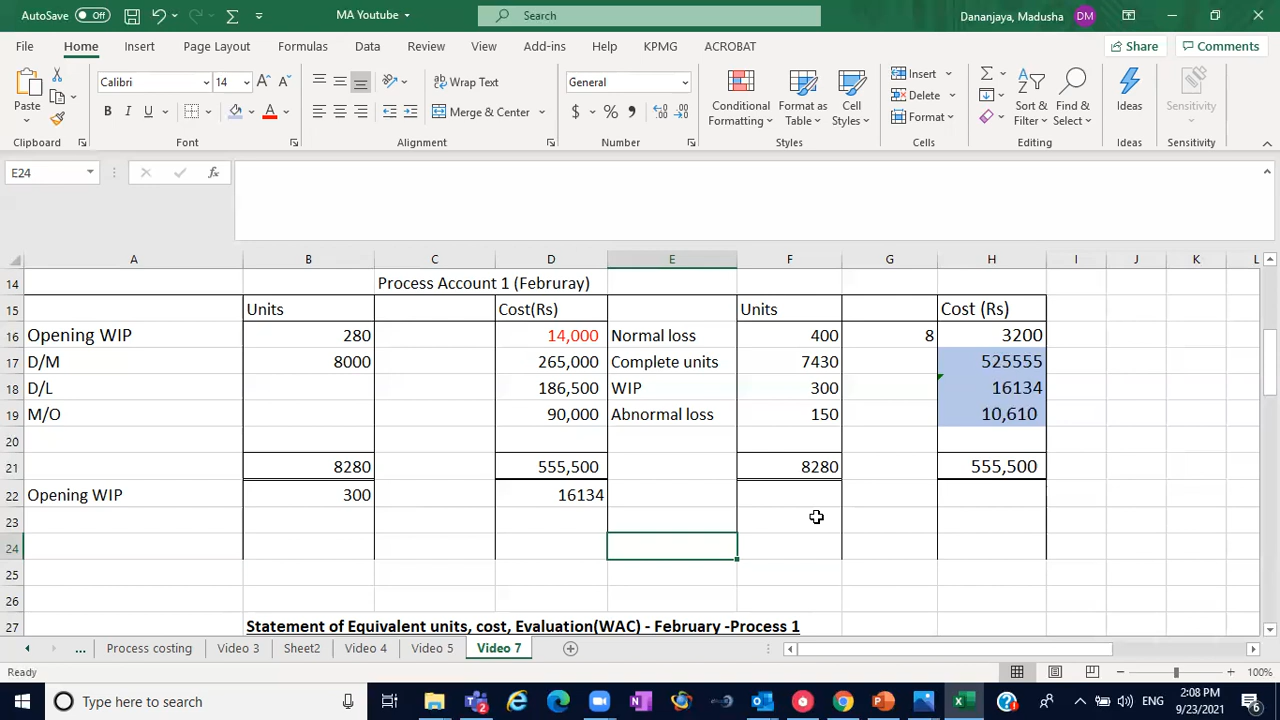 AutoSave Off MA Youtube Search Dananjaya, Madusha DM
File Home Insert Page Layout Formulas Data Review View Add-ins Help KPMG ACROBAT Share Comments
Paste Calibri 14 Wrap Text General Conditional Formatting Format as Table Cell Styles Insert Sort & Filter Find & Select Ideas Sensitivity
B I U Merge & Center $ % Delete
Format
Clipboard Font Alignment Number Styles Cells Editing Ideas Sensitivity
E24 fx
A B C D E F G H I J K L
14 Process Account 1 (Februray)
15 Units Cost(Rs) Units Cost (Rs)
16 Opening WIP 280 14,000 Normal loss 400 8 3200
17 D/M 8000 265,000 Complete units 7430 525555
18 D/L 186,500 WIP 300 16134
19 M/O 90,000 Abnormal loss 150 10,610
20
21 8280 555,500 8280 555,500
22 Opening WIP 300 16134
23
24
25
26
27 Statement of Equivalent units, cost, Evaluation(WAC) - February -Process 1
... Process costing Video 3 Sheet2 Video 4 Video 5 Video 7
Ready 100%
Type here to search ENG 2:08 PM
9/23/2021